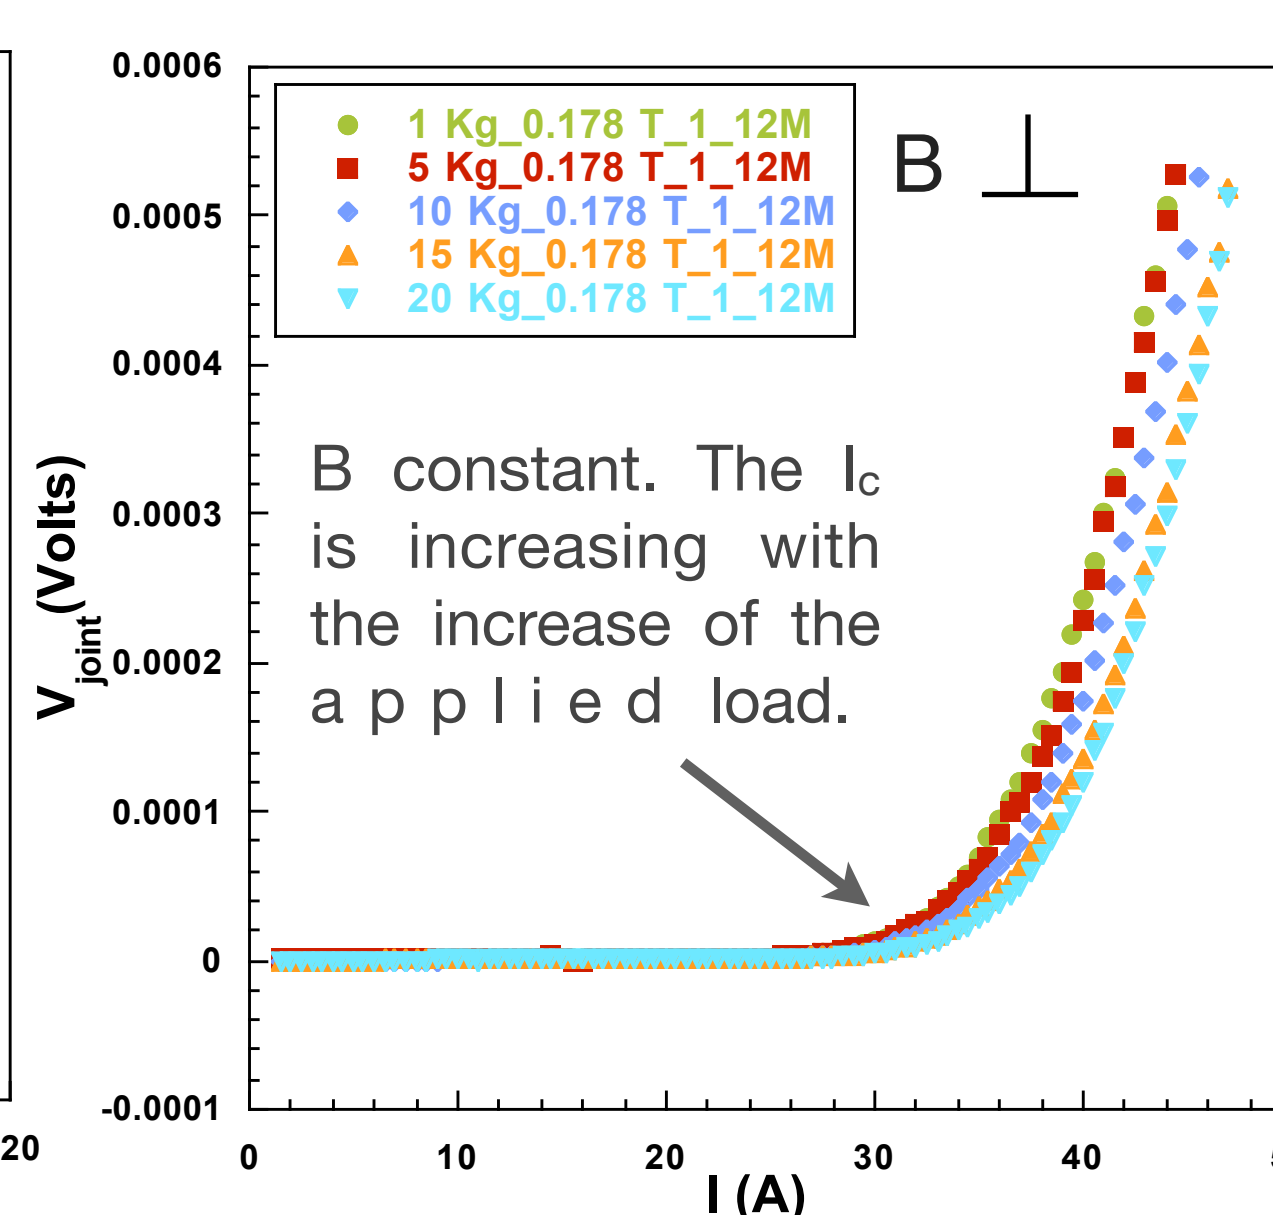 0.0006
0.0005
0.0004
0.0003
0.0002
0.0001
0
-0.0001
V_joint (Volts)
1 Kg_0.178 T_1_12M
5 Kg_0.178 T_1_12M
10 Kg_0.178 T_1_12M
15 Kg_0.178 T_1_12M
20 Kg_0.178 T_1_12M
B ⊥
B constant. The Ic
is increasing with
the increase of the
applied load.
20
0 10 20 30 40
I (A)